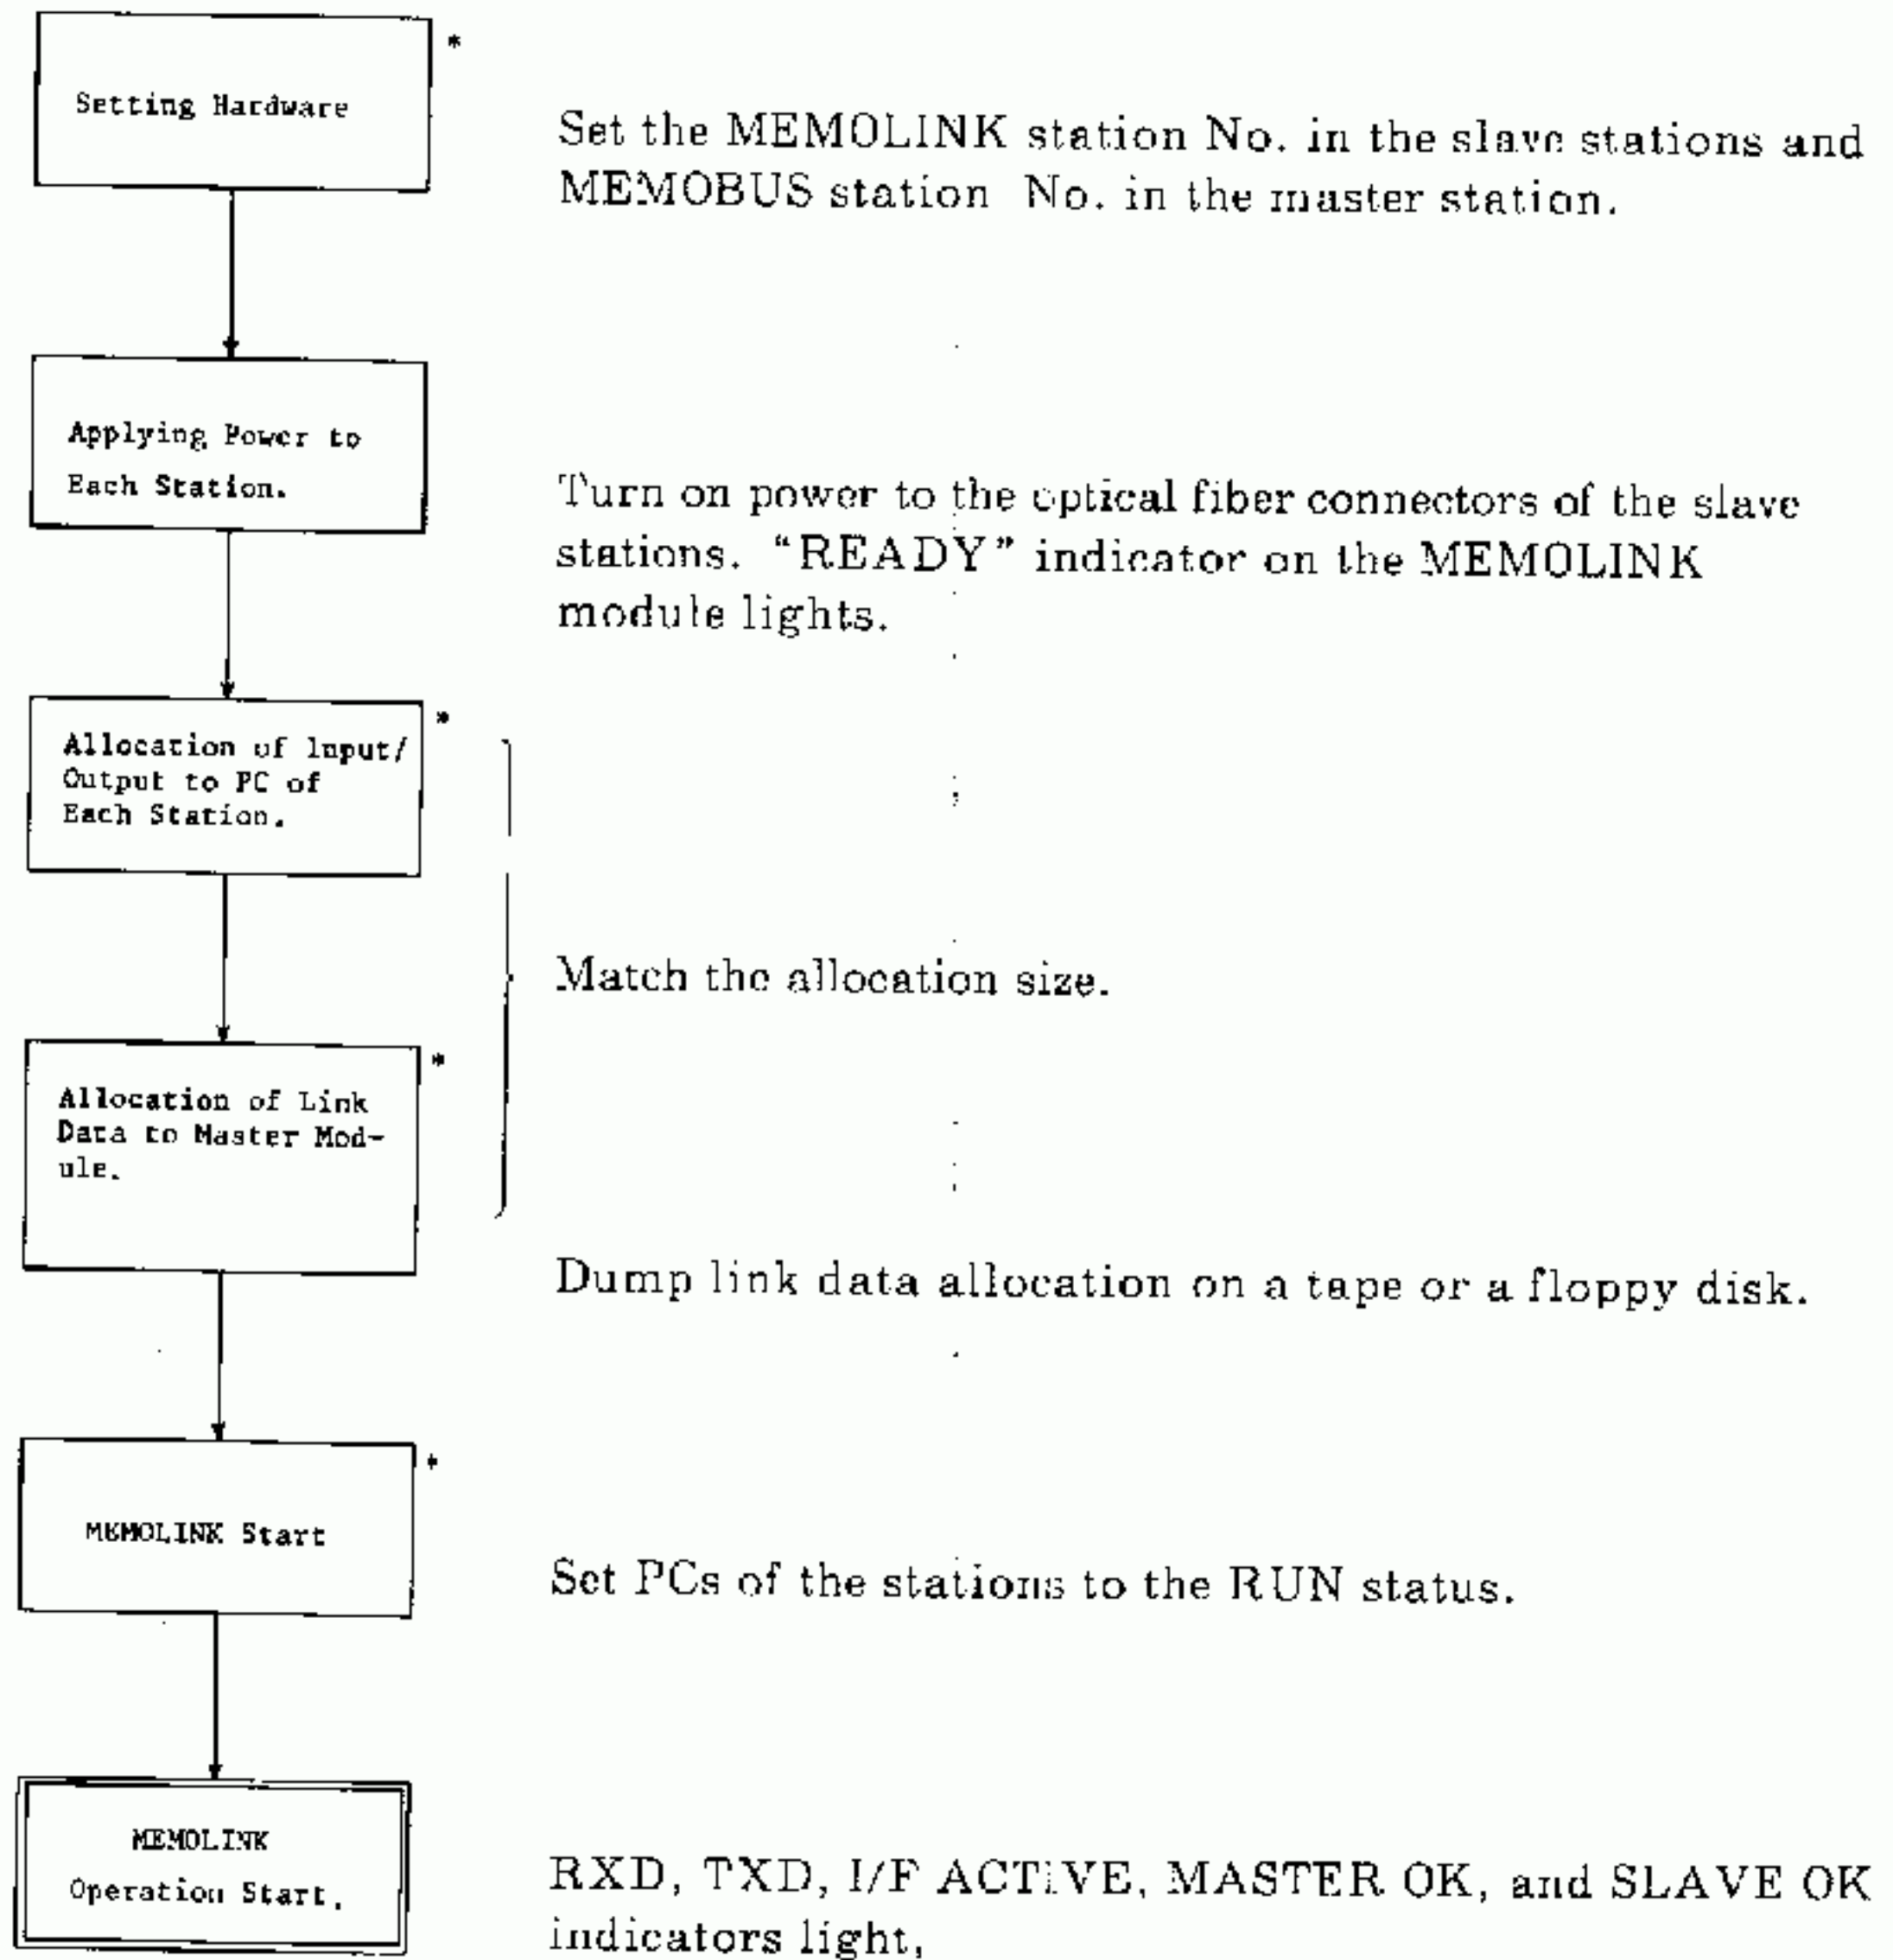 *
Setting Hardware
Set the MEMOLINK station No. in the slave stations and
MEMOBUS station No. in the master station.
Applying Power to
Each Station.
Turn on power to the optical fiber connectors of the slave
stations. “READY” indicator on the MEMOLINK
module lights.
*
Allocation of Input/
Output to PC of
Each Station.
Match the allocation size.
*
Allocation of Link
Data to Master Mod-
ule.
Dump link data allocation on a tape or a floppy disk.
*
MEMOLINK Start
Set PCs of the stations to the RUN status.
MEMOLINK
Operation Start.
RXD, TXD, I/F ACTIVE, MASTER OK, and SLAVE OK
indicators light,